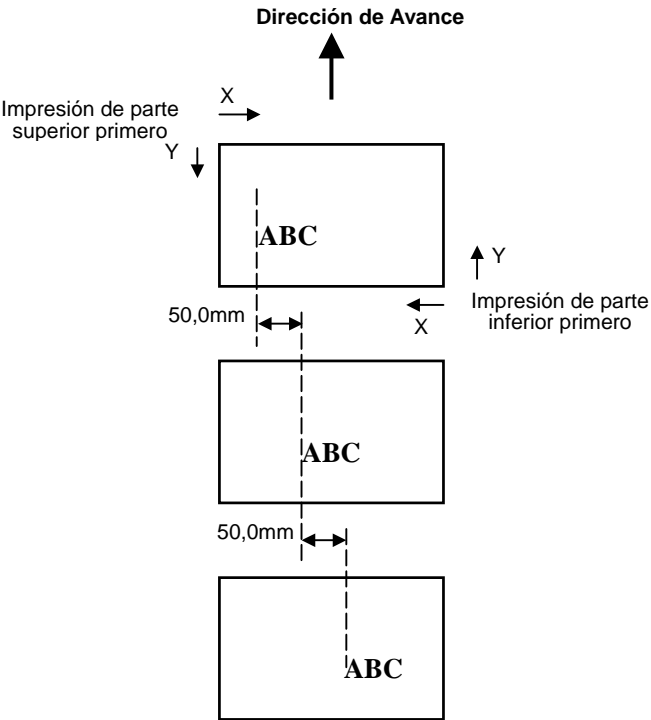 Dirección de Avance
X
Impresión de parte
superior primero
Y
ABC
Y
50,0mm
X
Impresión de parte
inferior primero
ABC
50,0mm
ABC